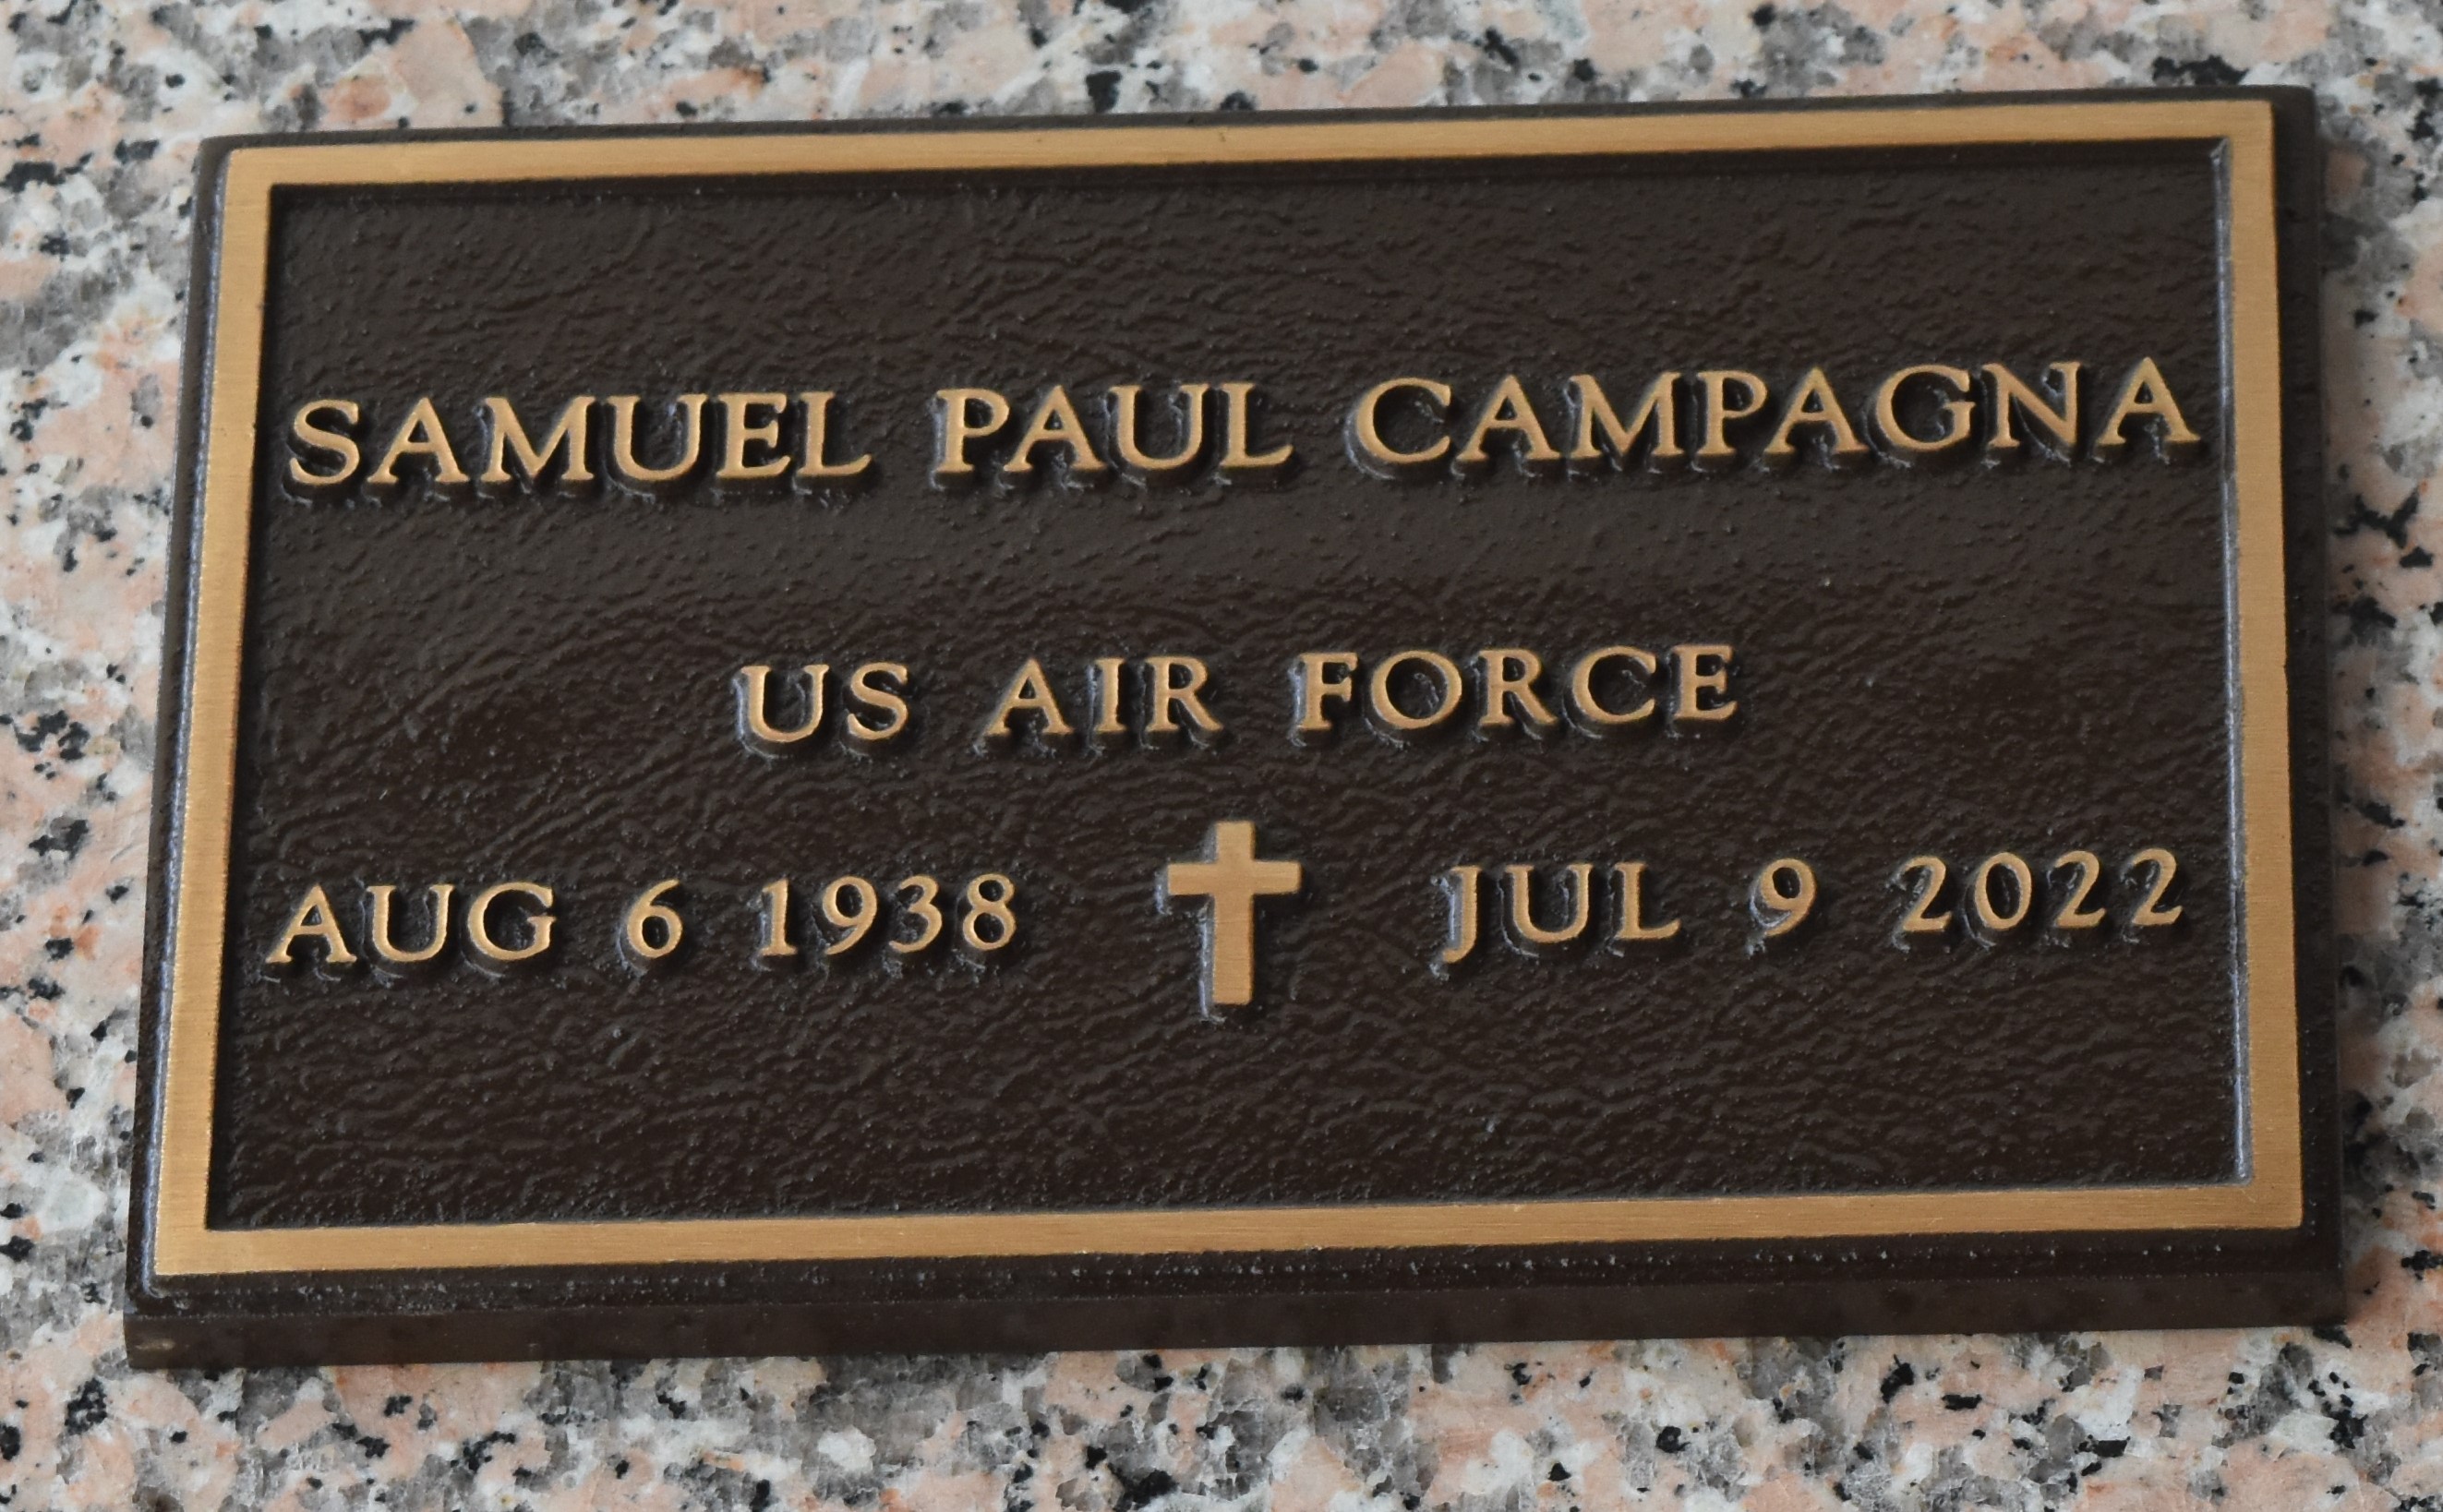 SAMUEL PAUL CAMPAGNA
US AIR FORCE
AUG 6 1938 JUL 9 2022